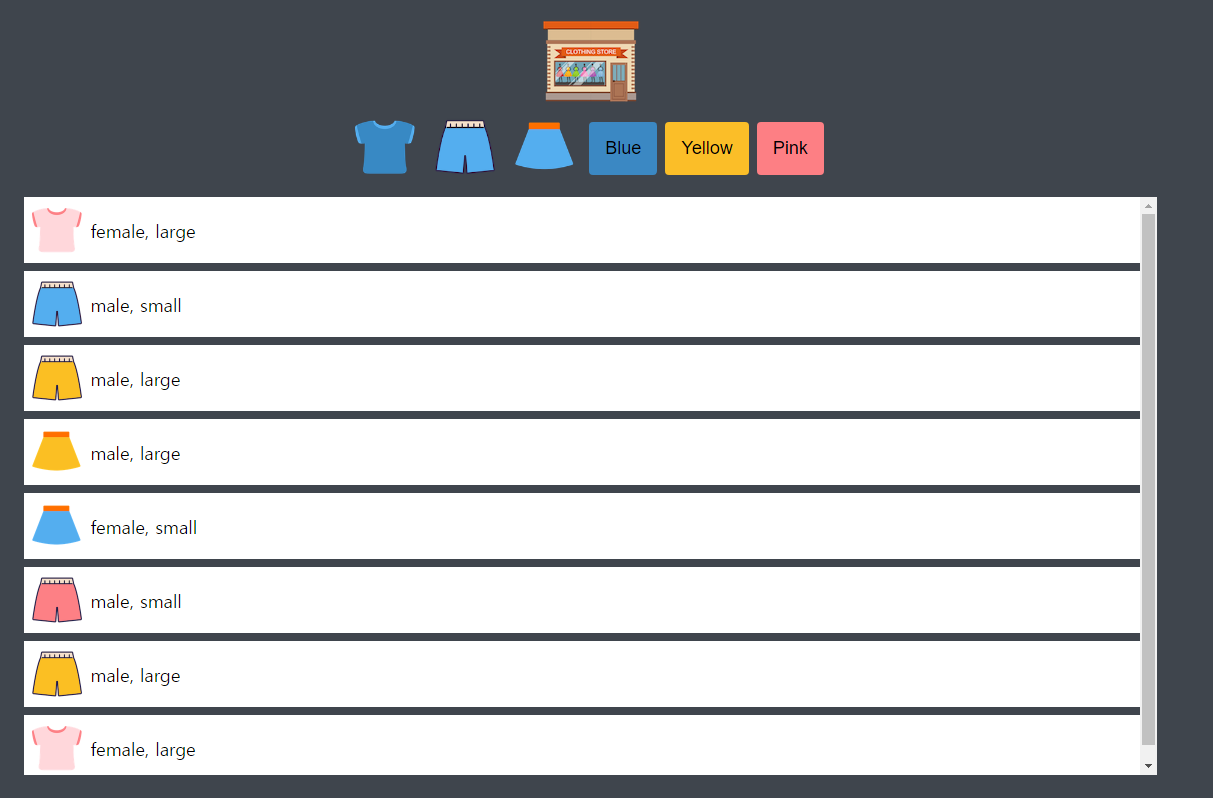 CLOTHING STORE
Blue
Yellow
Pink
female, large
male, small
male, large
male, large
female, small
male, small
male, large
female, large